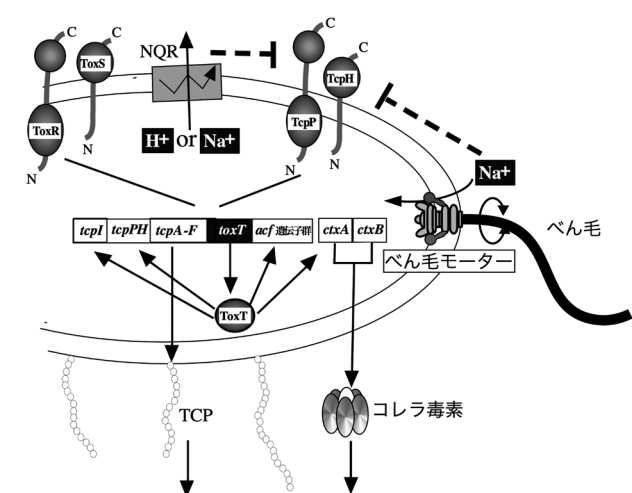 C
C
C
C
NQR
ToxS
TcpH
ToxR
TcpP
H+ or Na+
N
N
N
N
Na+
tcpI tcpPH tcpA-F toxT acf 遺伝子群 ctxA ctxB
べん毛
べん毛モーター
ToxT
TCP
コレラ毒素